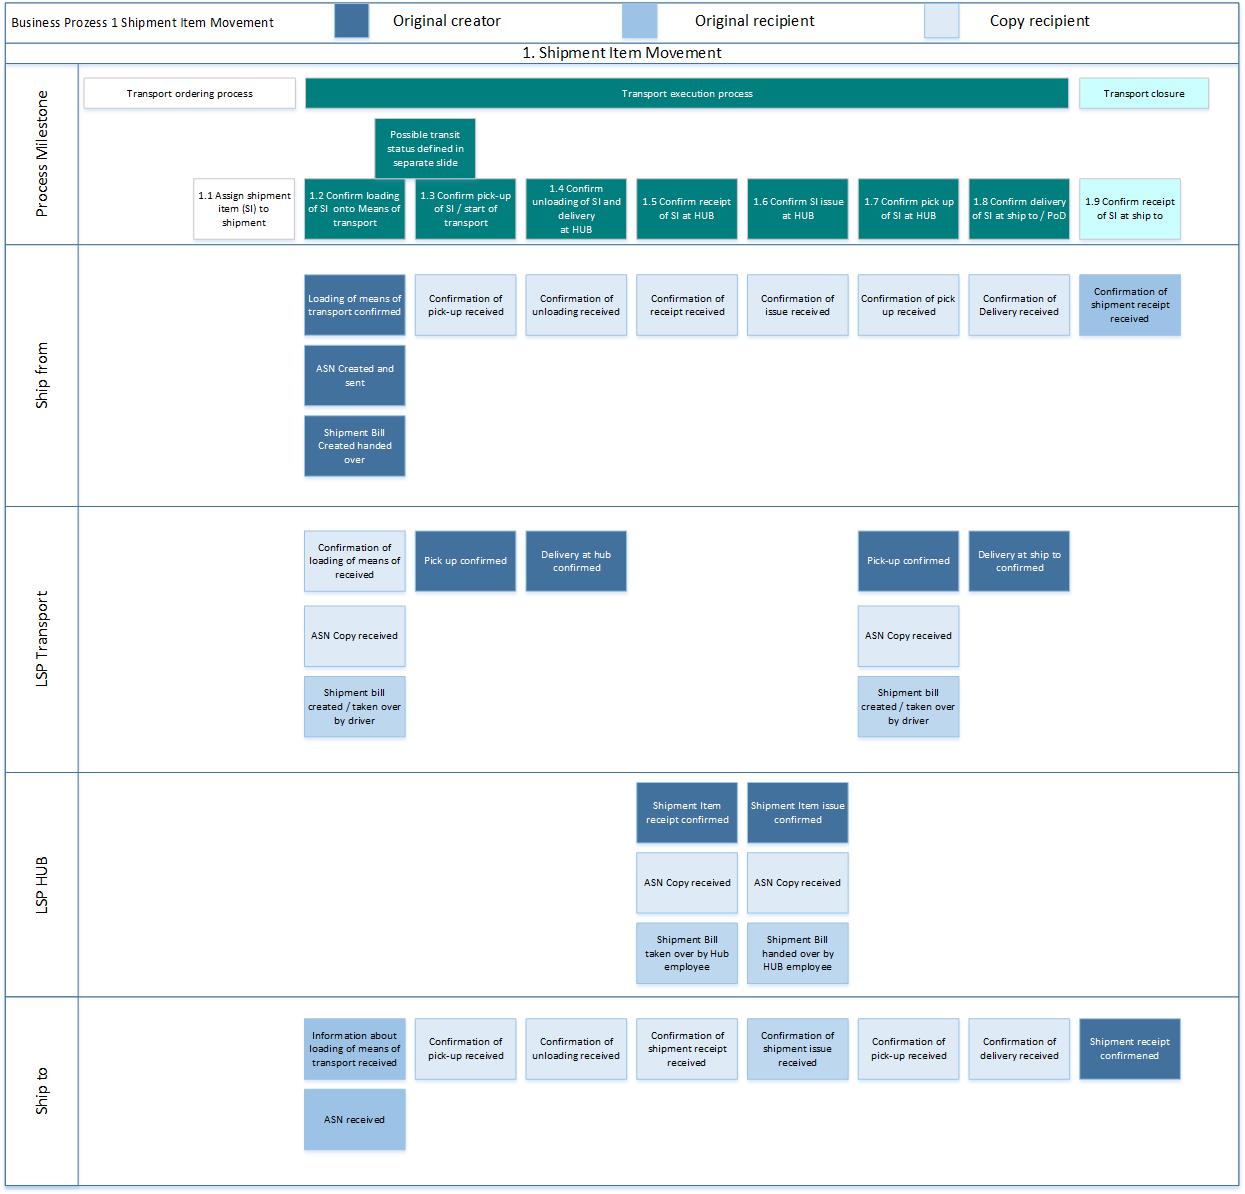 Business Prozess 1 Shipment Item Movement
Original creator
Original recipient
Copy recipient
1. Shipment Item Movement
Process Milestone
Transport ordering process
Transport execution process
Transport closure
Possible transit
status defined in
separate slide
1.1 Assign shipment
item (SI) to
shipment
1.2 Confirm loading
of SI onto Means of
transport
1.3 Confirm pick-up
of SI / start of
transport
1.4 Confirm
unloading of SI and
delivery
at HUB
1.5 Confirm receipt
of SI at HUB
1.6 Confirm SI issue
at HUB
1.7 Confirm pick up
of SI at HUB
1.8 Confirm delivery
of SI at ship to / PoD
1.9 Confirm receipt
of SI at ship to
Ship from
Loading of means of
transport confirmed
Confirmation of
pick-up received
Confirmation of
unloading received
Confirmation of
receipt received
Confirmation of
issue received
Confirmation of pick
up received
Confirmation of
Delivery received
Confirmation of
shipment receipt
received
ASN Created and
sent
Shipment Bill
Created handed
over
LSP Transport
Confirmation of
loading of means of
received
Pick up confirmed
Delivery at hub
confirmed
Pick-up confirmed
Delivery at ship to
confirmed
ASN Copy received
ASN Copy received
Shipment bill
created / taken over
by driver
Shipment bill
created / taken over
by driver
LSP HUB
Shipment Item
receipt confirmed
Shipment Item issue
confirmed
ASN Copy received
ASN Copy received
Shipment Bill
taken over by Hub
employee
Shipment Bill
handed over by
HUB employee
Ship to
Information about
loading of means of
transport received
Confirmation of
pick-up received
Confirmation of
unloading received
Confirmation of
shipment receipt
received
Confirmation of
shipment issue
received
Confirmation of
pick-up received
Confirmation of
delivery received
Shipment receipt
confirmened
ASN received